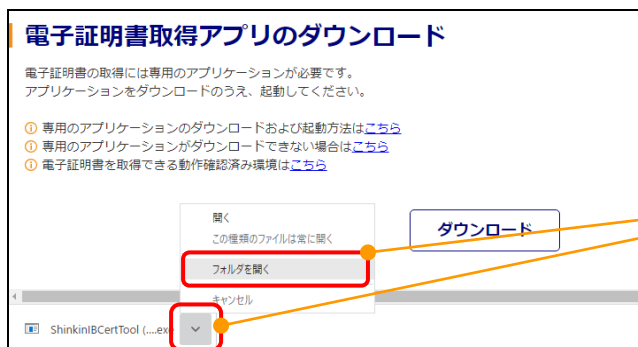 電子証明書取得アプリのダウンロード
電子証明書の取得には専用のアプリケーションが必要です。
アプリケーションをダウンロードのうえ、起動してください。
専用のアプリケーションのダウンロードおよび起動方法はこちら
専用のアプリケーションがダウンロードできない場合はこちら
電子証明書を取得できる動作確認済み環境はこちら
開く
この種類のファイルは常に開く
フォルダを開く
キャンセル
ダウンロード
ShinkinIBCertTool (....exe